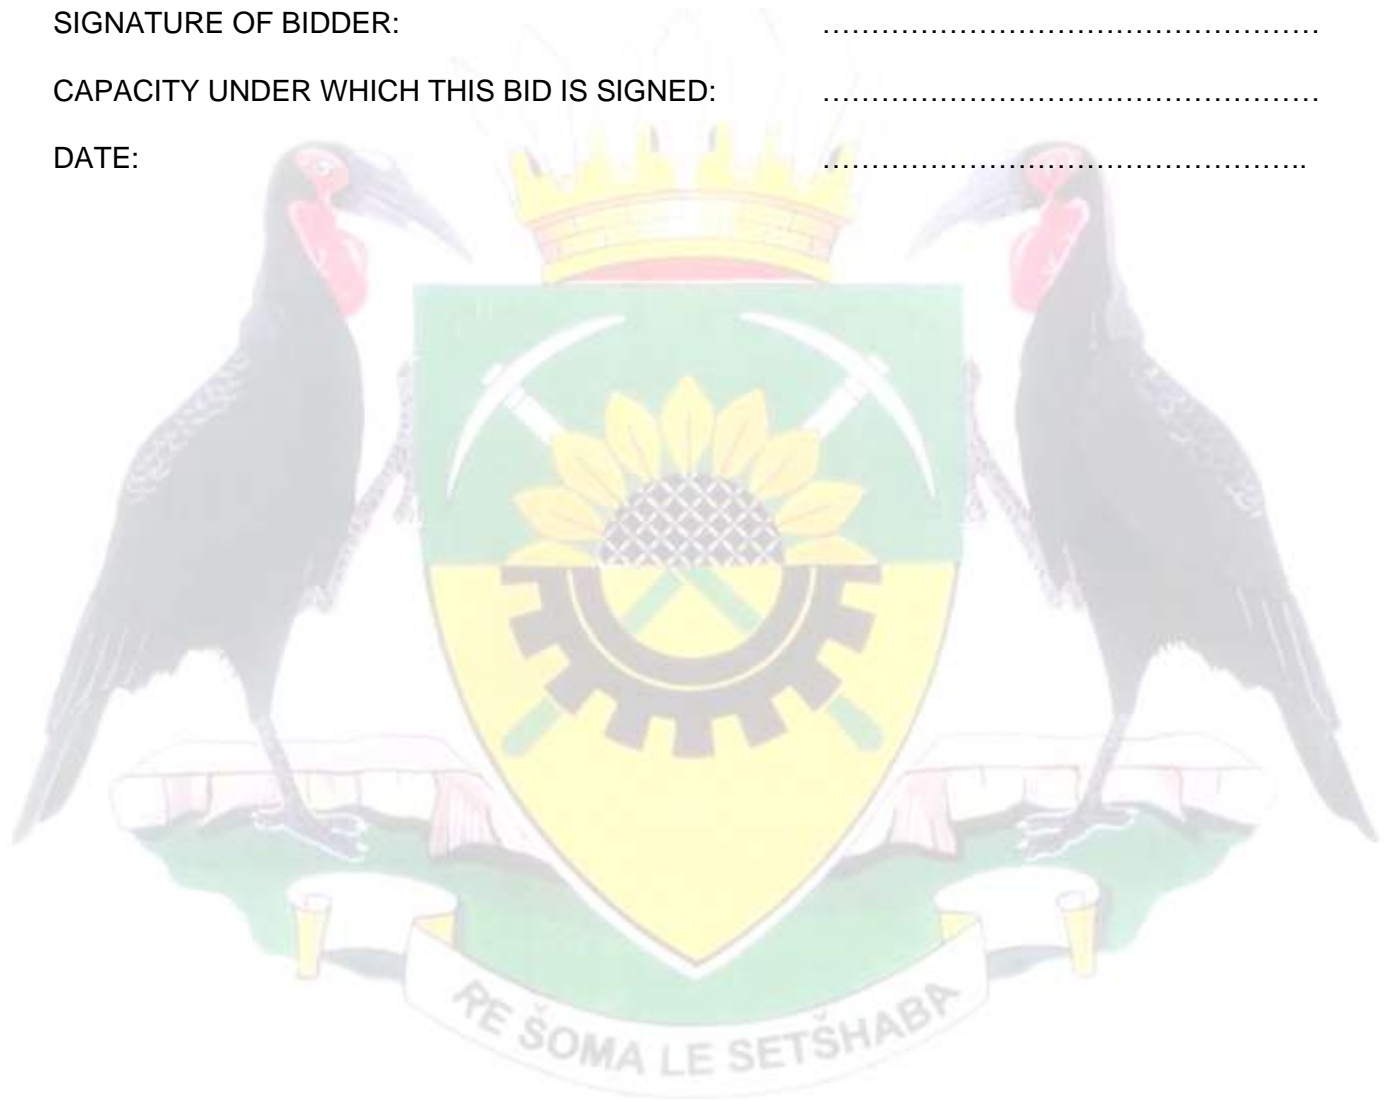 SIGNATURE OF BIDDER: ……………………………………………
CAPACITY UNDER WHICH THIS BID IS SIGNED: ……………………………………………
DATE: …………………………………………..
RE ŠOMA LE SETŠHABA